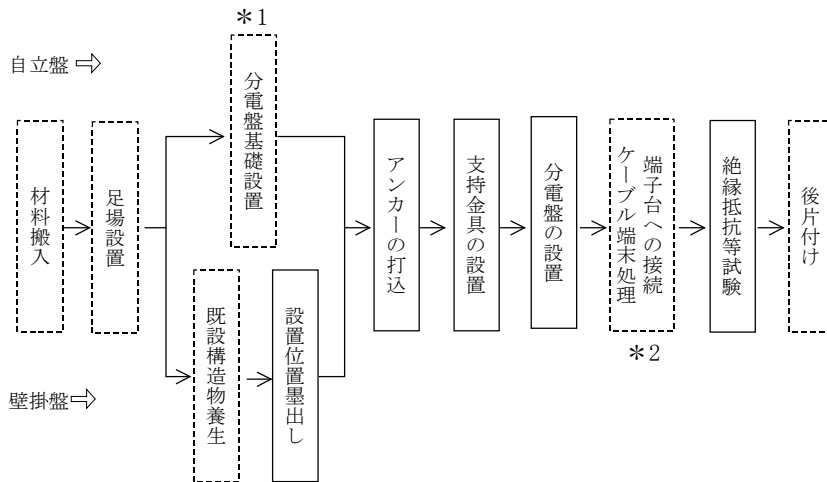 *1
自立盤
材料搬入
足場設置
分電盤基礎設置
既設構造物養生
設置位置墨出し
アンカーの打込
支持金具の設置
分電盤の設置
端子台への接続
ケーブル端末処理
*2
絶縁抵抗等試験
後片付け
壁掛盤